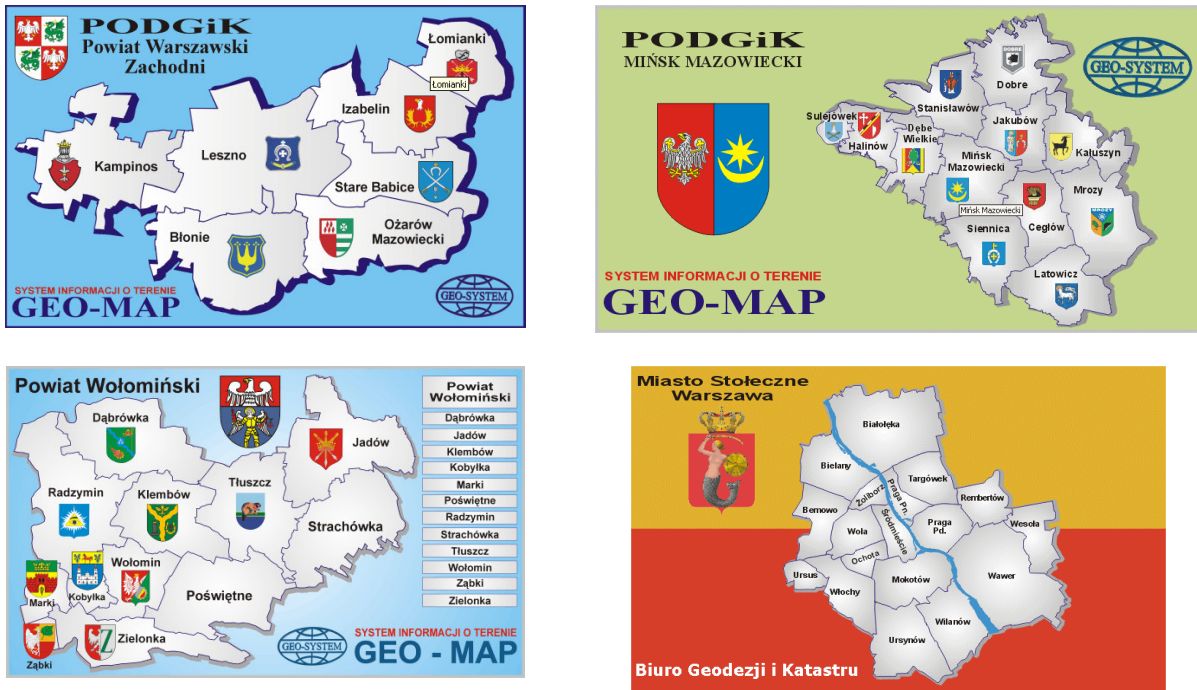 PODGiK
Powiat Warszawski
Zachodni
Łomianki
Łomianki
Izabelin
Leszno
Kampinos
Stare Babice
Ożarów
Mazowiecki
Błonie
SYSTEM INFORMACJI O TERENIE
GEO-MAP
GEO-SYSTEM
PODGiK
MIŃSK MAZOWIECKI
GEO-SYSTEM
DOBRE
Dobre
Stanisławów
Sulejówek
Halinów
Dębe
Wielkie
Jakubów
Kałuszyn
Mińsk
Mazowiecki
Mińsk Mazowiecki
Mrozy
MROZY
Siennica
Cegłów
Latowicz
SYSTEM INFORMACJI O TERENIE
GEO-MAP
Powiat Wołomiński
Dąbrówka
Jadów
Radzymin
Klembów
Tłuszcz
Strachówka
Wołomin
Marki
Kobyłka
Poświętne
Ząbki
Z
Zielonka
Powiat
Wołomiński
Dąbrówka
Jadów
Klembów
Kobyłka
Marki
Poświętne
Radzymin
Strachówka
Tłuszcz
Wołomin
Ząbki
Zielonka
GEO-SYSTEM
SYSTEM INFORMACJI O TERENIE
GEO - MAP
Miasto Stołeczne
Warszawa
Białołęka
Bielany
Targówek
Żoliborz
Praga Pn.
Rembertów
Bemowo
Wola
Śródmieście
Praga
Pd.
Wesoła
Ochota
Ursus
Włochy
Mokotów
Wawer
Wilanów
Ursynów
Biuro Geodezji i Katastru